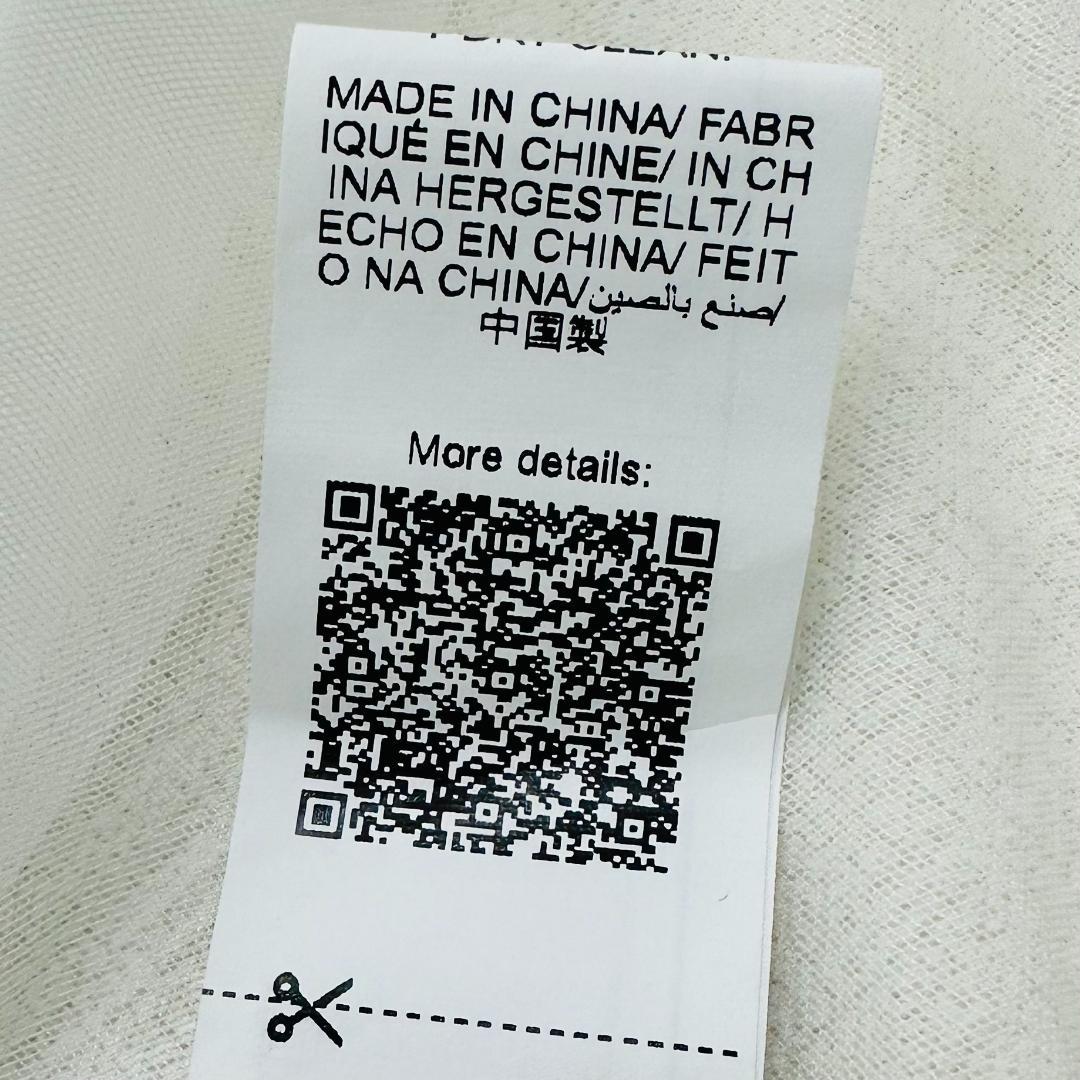 MADE IN CHINA/ FABR
IQUÉ EN CHINE/ IN CH
INA HERGESTELLT/ H
ECHO EN CHINA/ FEIT
O NA CHINA/صنع بالصين/
中国製
More details: